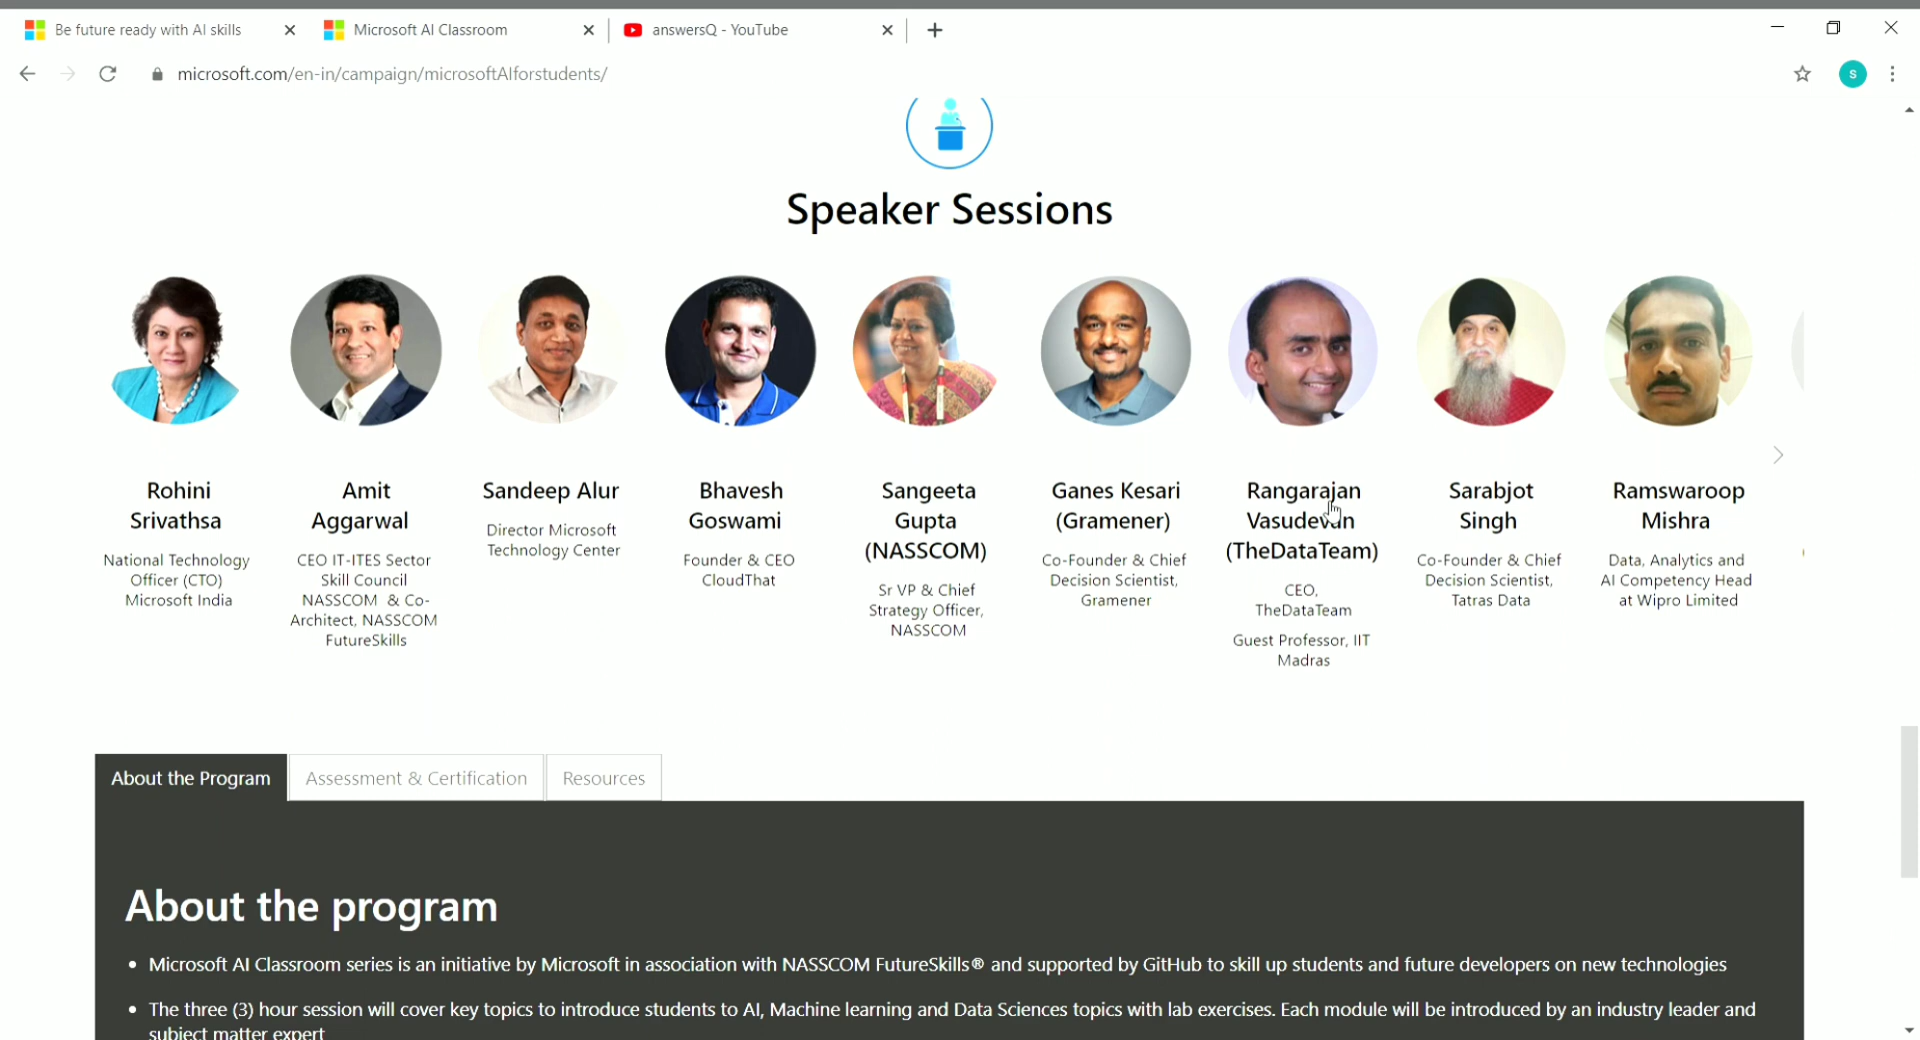 Be future ready with AI skills
Microsoft AI Classroom
answersQ - YouTube
microsoft.com/en-in/campaign/microsoftAIforstudents/
S
Speaker Sessions
Rohini
Srivathsa
National Technology
Officer (CTO)
Microsoft India
Amit
Aggarwal
CEO IT-ITES Sector
Skill Council
NASSCOM & Co-
Architect, NASSCOM
FutureSkills
Sandeep Alur
Director Microsoft
Technology Center
Bhavesh
Goswami
Founder & CEO
CloudThat
Sangeeta
Gupta
(NASSCOM)
Sr VP & Chief
Strategy Officer,
NASSCOM
Ganes Kesari
(Gramener)
Co-Founder & Chief
Decision Scientist,
Gramener
Rangarajan
Vasudevan
(TheDataTeam)
CEO,
TheDataTeam
Guest Professor, IIT
Madras
Sarabjot
Singh
Co-Founder & Chief
Decision Scientist,
Tatras Data
Ramswaroop
Mishra
Data, Analytics and
AI Competency Head
at Wipro Limited
About the Program
Assessment & Certification
Resources
About the program
• Microsoft AI Classroom series is an initiative by Microsoft in association with NASSCOM FutureSkills® and supported by GitHub to skill up students and future developers on new technologies
• The three (3) hour session will cover key topics to introduce students to AI, Machine learning and Data Sciences topics with lab exercises. Each module will be introduced by an industry leader and
subject matter expert